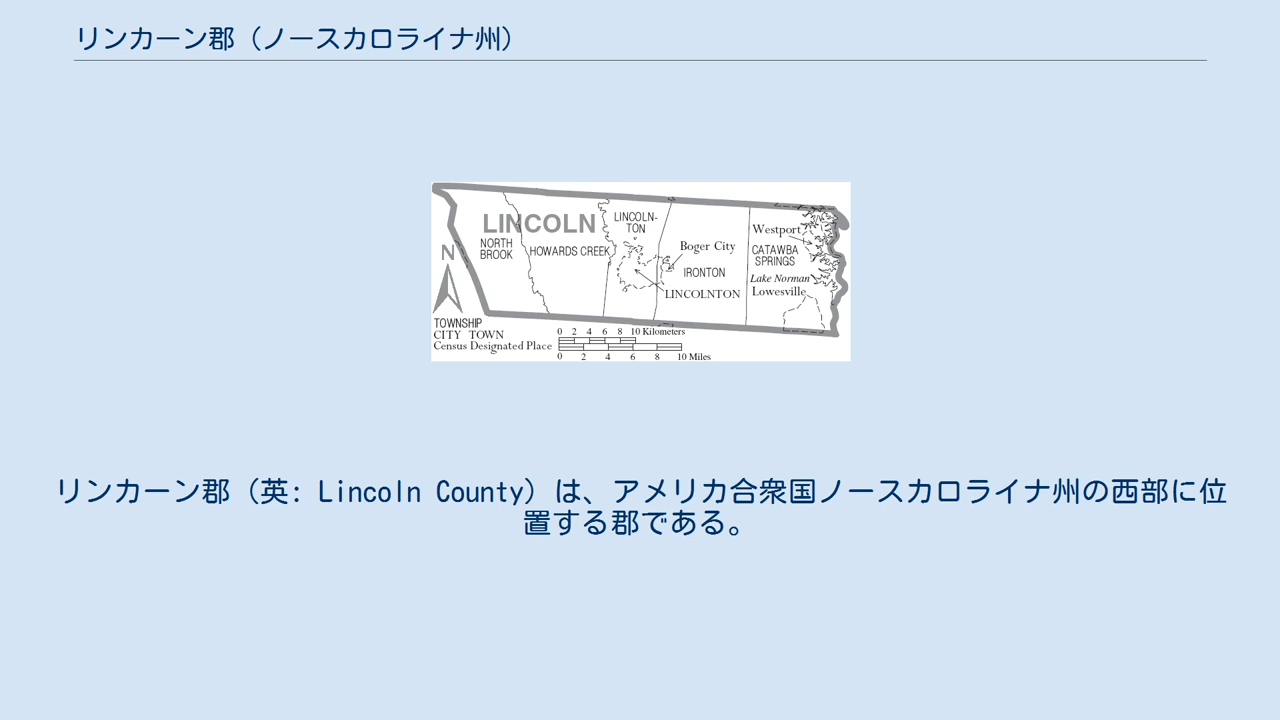 リンカーン郡（ノースカロライナ州）
LINCOLN
NORTH
BROOK
HOWARDS CREEK
LINCOLN-
TON
Boger City
IRONTON
LINCOLNTON
Westport
CATAWBA
SPRINGS
Lake Norman
Lowesville
N
TOWNSHIP
CITY TOWN
Census Designated Place
0 2 4 6 8 10 Kilometers
0 2 4 6 8 10 Miles
リンカーン郡（英: Lincoln County）は、アメリカ合衆国ノースカロライナ州の西部に位
置する郡である。